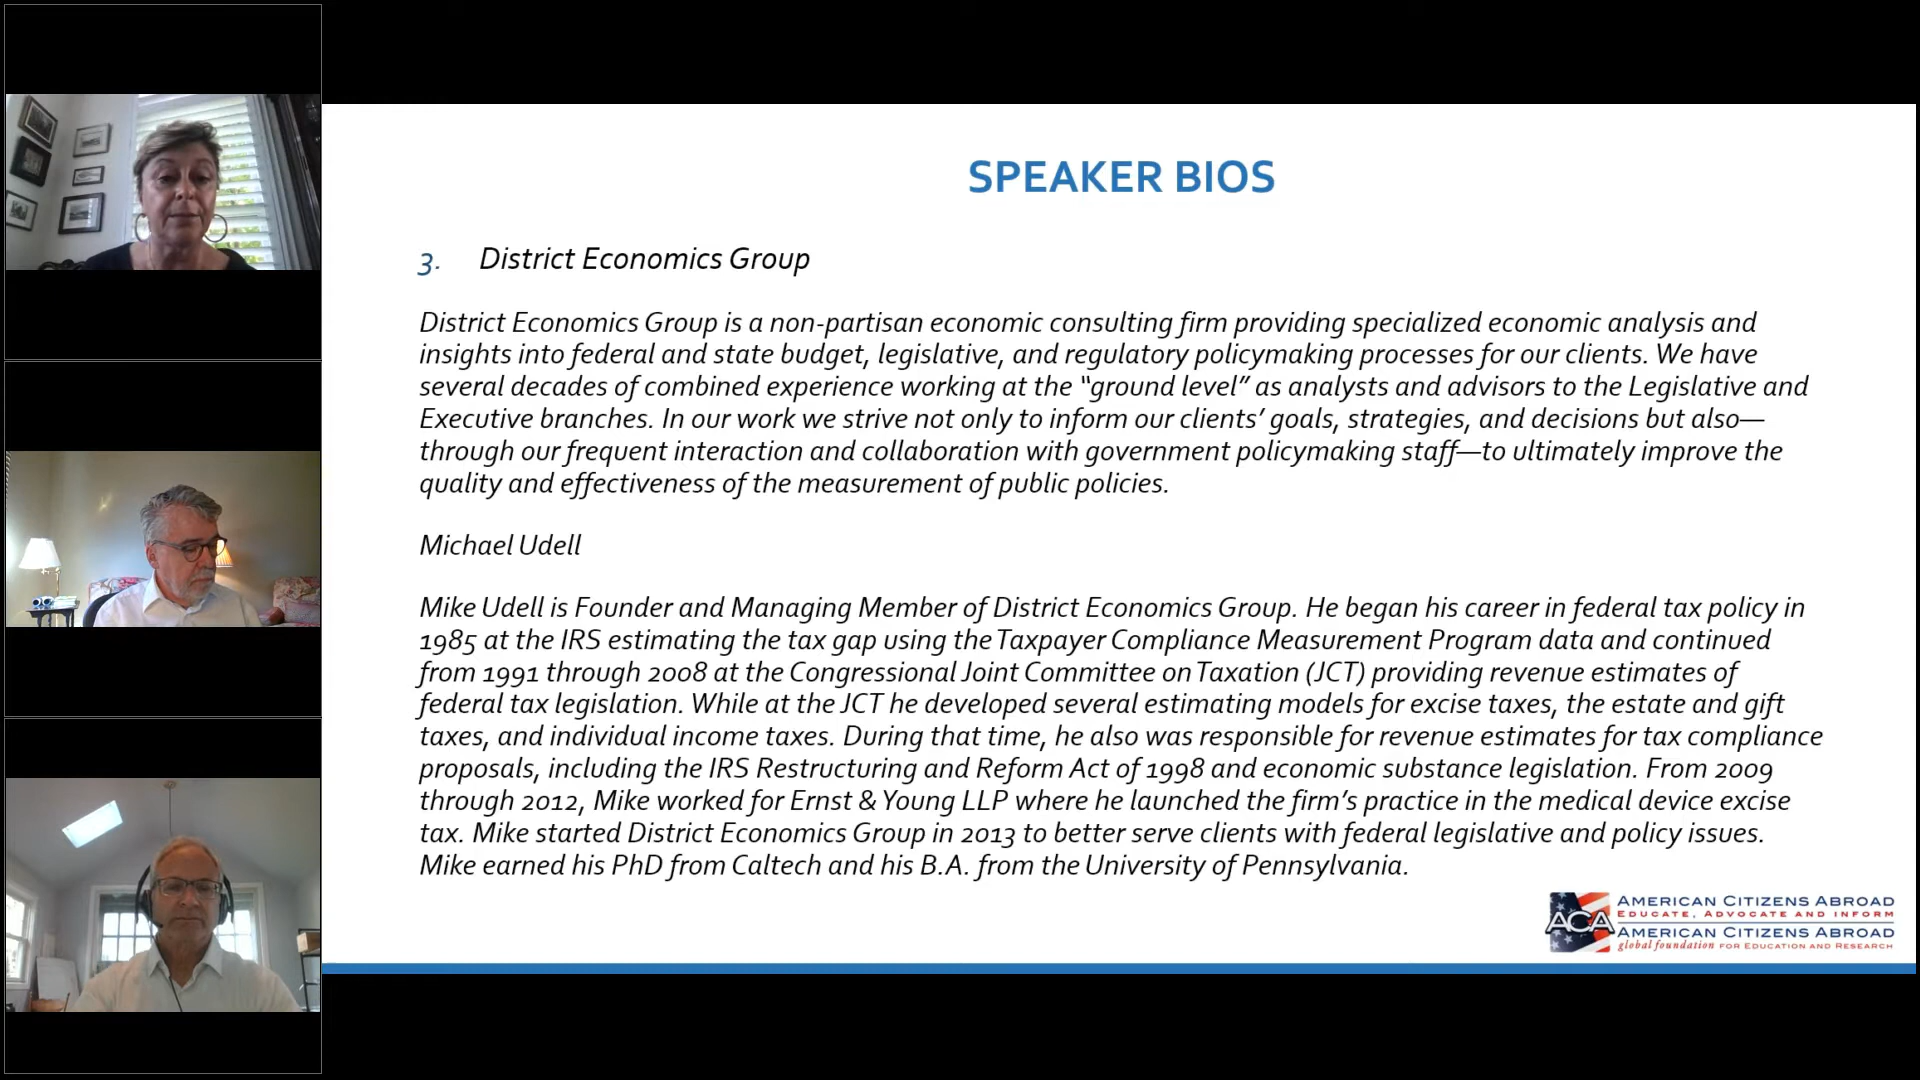 SPEAKER BIOS
3. District Economics Group
District Economics Group is a non-partisan economic consulting firm providing specialized economic analysis and
insights into federal and state budget, legislative, and regulatory policymaking processes for our clients. We have
several decades of combined experience working at the “ground level” as analysts and advisors to the Legislative and
Executive branches. In our work we strive not only to inform our clients’ goals, strategies, and decisions but also—
through our frequent interaction and collaboration with government policymaking staff—to ultimately improve the
quality and effectiveness of the measurement of public policies.
Michael Udell
Mike Udell is Founder and Managing Member of District Economics Group. He began his career in federal tax policy in
1985 at the IRS estimating the tax gap using the Taxpayer Compliance Measurement Program data and continued
from 1991 through 2008 at the Congressional Joint Committee on Taxation (JCT) providing revenue estimates of
federal tax legislation. While at the JCT he developed several estimating models for excise taxes, the estate and gift
taxes, and individual income taxes. During that time, he also was responsible for revenue estimates for tax compliance
proposals, including the IRS Restructuring and Reform Act of 1998 and economic substance legislation. From 2009
through 2012, Mike worked for Ernst & Young LLP where he launched the firm’s practice in the medical device excise
tax. Mike started District Economics Group in 2013 to better serve clients with federal legislative and policy issues.
Mike earned his PhD from Caltech and his B.A. from the University of Pennsylvania.
ACA
AMERICAN CITIZENS ABROAD
EDUCATE, ADVOCATE AND INFORM
AMERICAN CITIZENS ABROAD
global foundation FOR EDUCATION AND RESEARCH